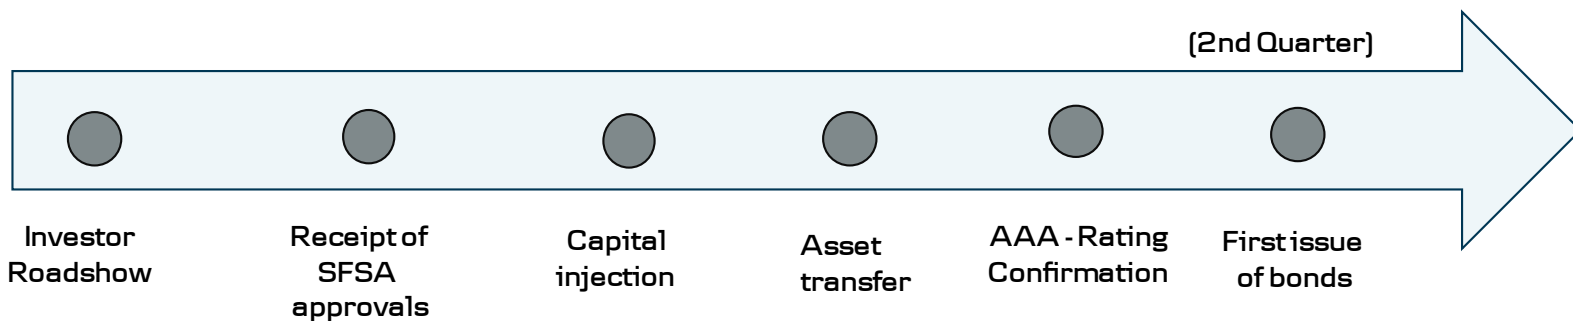 (2nd Quarter)
Investor
Roadshow
Receipt of
SFSA
approvals
Capital
injection
Asset
transfer
AAA - Rating
Confirmation
First issue
of bonds